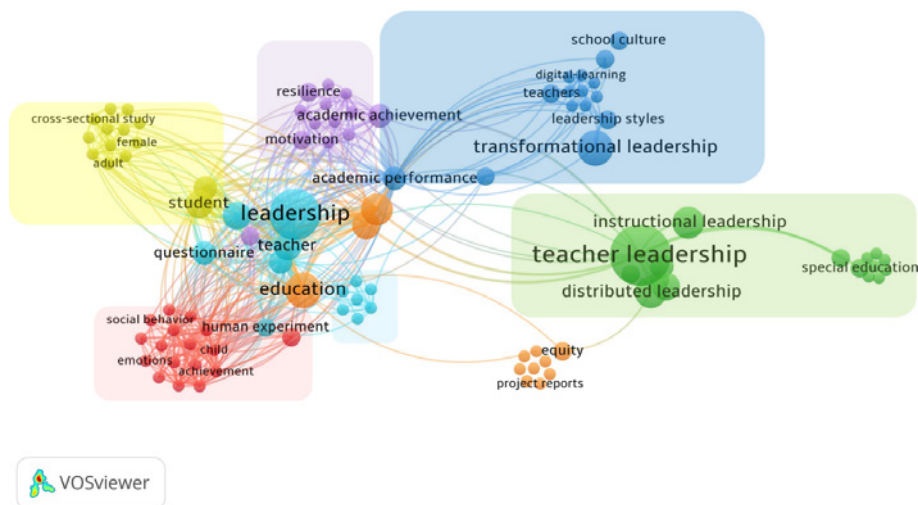 school culture
digital-learning
teachers
resilience
academic achievement
leadership styles
cross-sectional study
motivation
female
transformational leadership
adult
academic performance
student
leadership
instructional leadership
questionnaire
teacher
teacher leadership
special education
education
distributed leadership
social behavior
human experiment
child
equity
emotions
achievement
project reports
VOSviewer